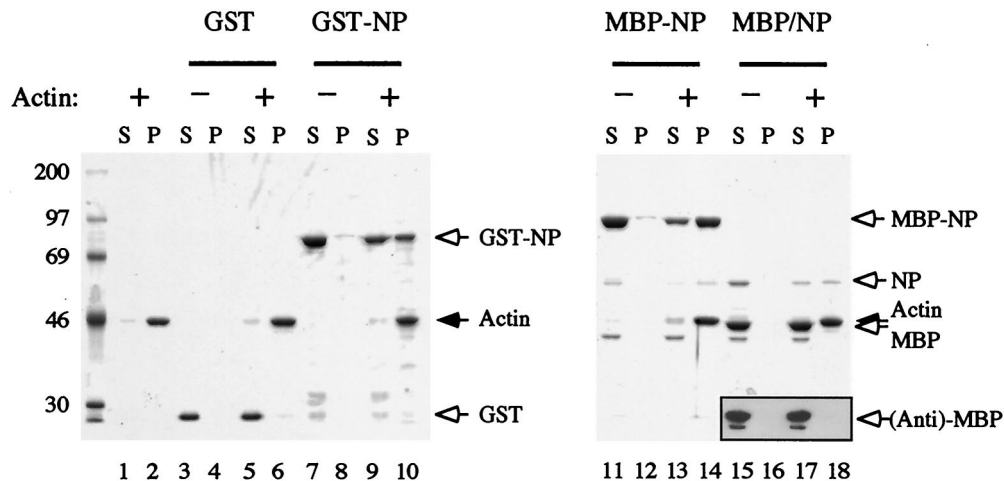 GST GST-NP MBP-NP MBP/NP
Actin: + − + − + − + − +
S P S P S P S P S P S P S P S P S P
200
97
69
46
30
GST-NP
Actin
GST
MBP-NP
NP
Actin
MBP
(Anti)-MBP
1 2 3 4 5 6 7 8 9 10 11 12 13 14 15 16 17 18